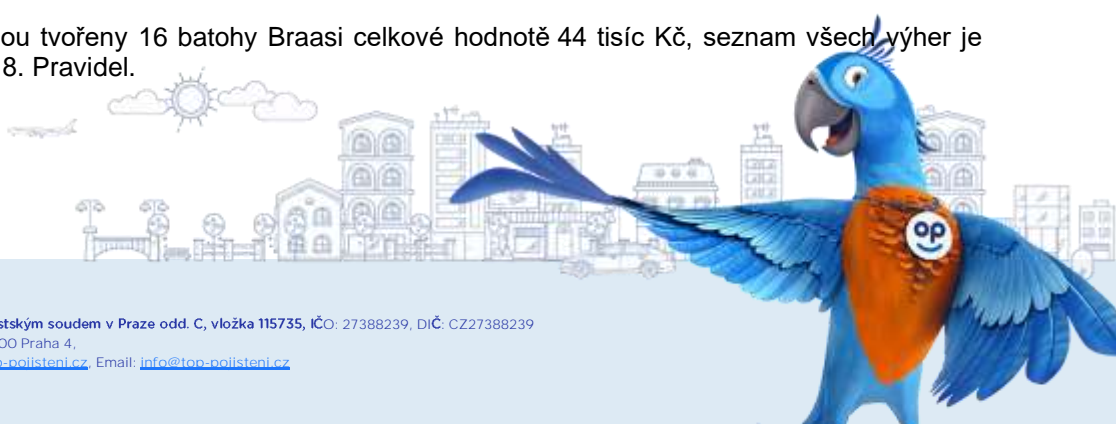 ou tvořeny 16 batohy Braasi celkové hodnotě 44 tisíc Kč, seznam všech výher je
8. Pravidel.
op
stským soudem v Praze odd. C, vložka 115735, IČO: 27388239, DIČ: CZ27388239
00 Praha 4,
p-pojisteni.cz, Email: info@top-pojisteni.cz